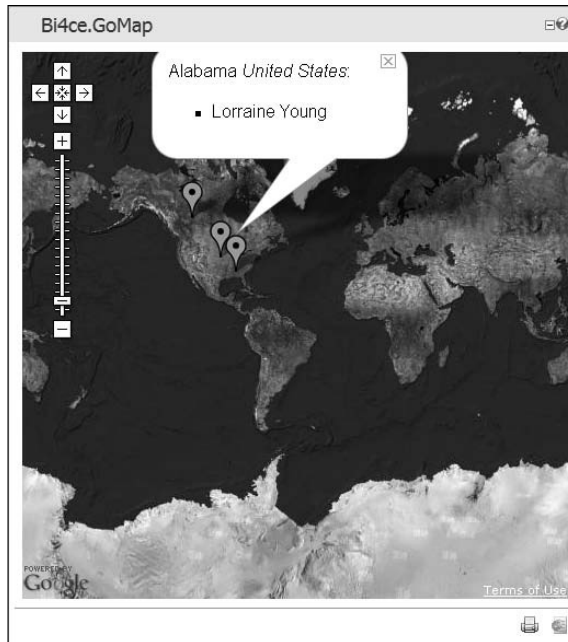 Bi4ce.GoMap
Alabama United States:
Lorraine Young
POWERED BY
Google
Terms of Use